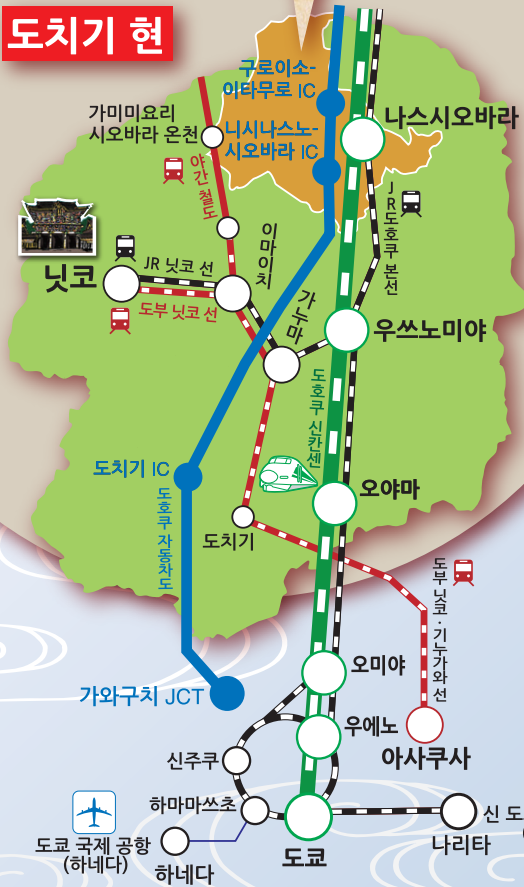 도치기 현
구로이소-
이타무로 IC
가미미요리
시오바라 온천
나스시오바라
니시나스노-
시오바라 IC
야간 철도
JR도호쿠 본선
이마이치
JR 닛코 선
닛코
가누마
도부 닛코 선
우쓰노미야
도호쿠 신칸센
도치기 IC
오야마
도호쿠 자동차도
도치기
도부 닛코·기누가와 선
오미야
가와구치 JCT
우에노
아사쿠사
신주쿠
하마마쓰초
신 도
도쿄 국제 공항
(하네다)
하네다
도쿄
나리타